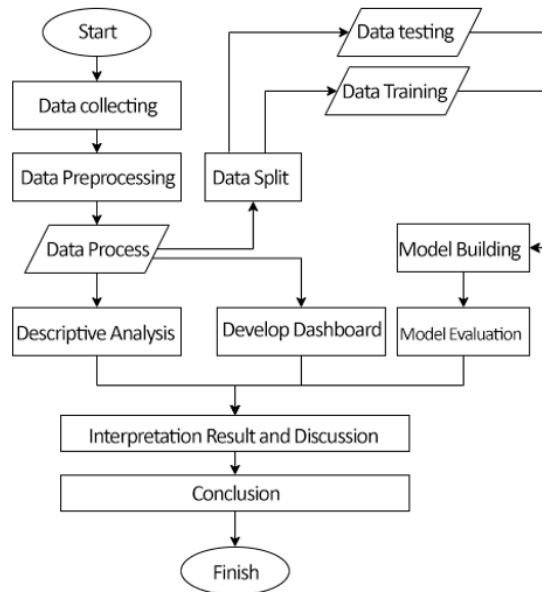 Start
Data collecting
Data Preprocessing
Data Process
Data Split
Data testing
Data Training
Model Building
Descriptive Analysis
Develop Dashboard
Model Evaluation
Interpretation Result and Discussion
Conclusion
Finish